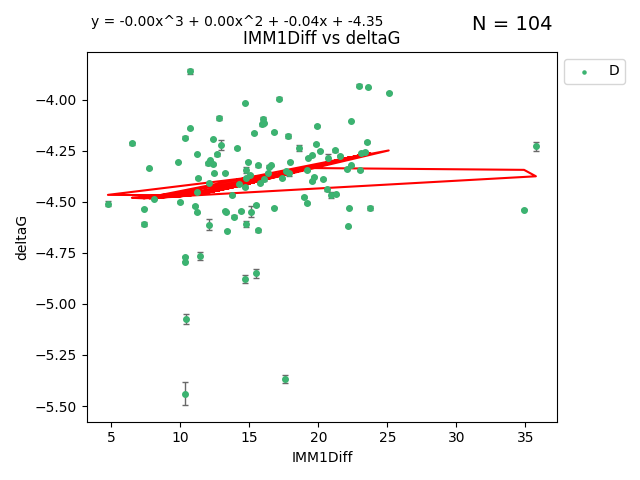 y = -0.00x^3 + 0.00x^2 + -0.04x + -4.35
N = 104
IMM1Diff vs deltaG
D
deltaG
−4.00
−4.25
−4.50
−4.75
−5.00
−5.25
−5.50
5 10 15 20 25 30 35
IMM1Diff